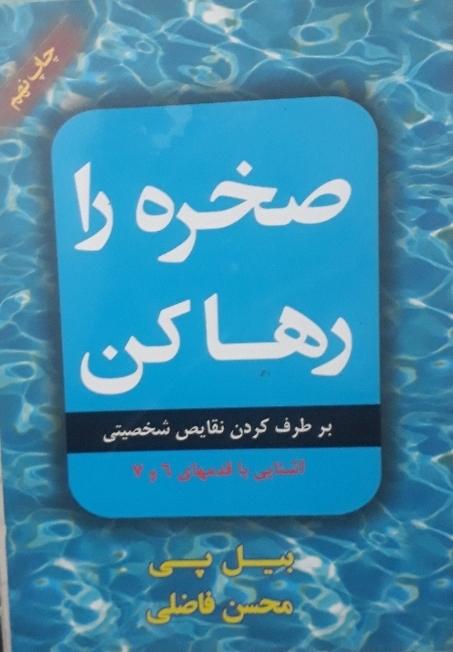 چاپ نهم
صخره را
رها کن
بر طرف کردن نقایص شخصیتی
آشنایی با قدمهای ۶ و ۷
بیل پی
محسن فاضلی